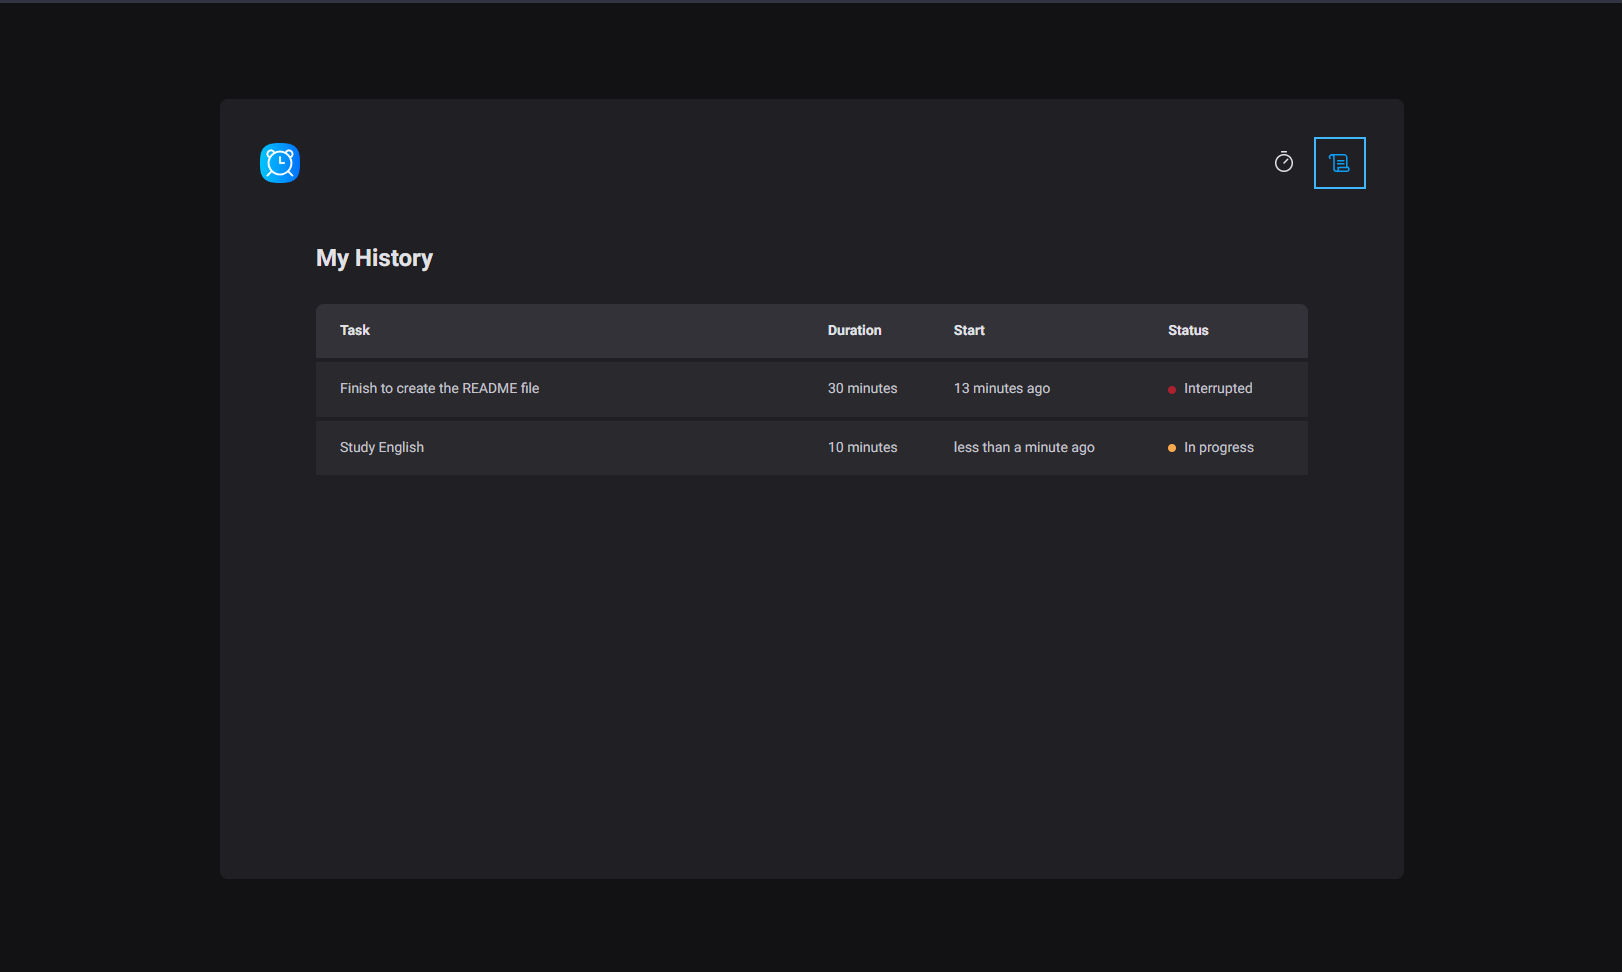 My History
Task Duration Start Status
Finish to create the README file 30 minutes 13 minutes ago Interrupted
Study English 10 minutes less than a minute ago In progress